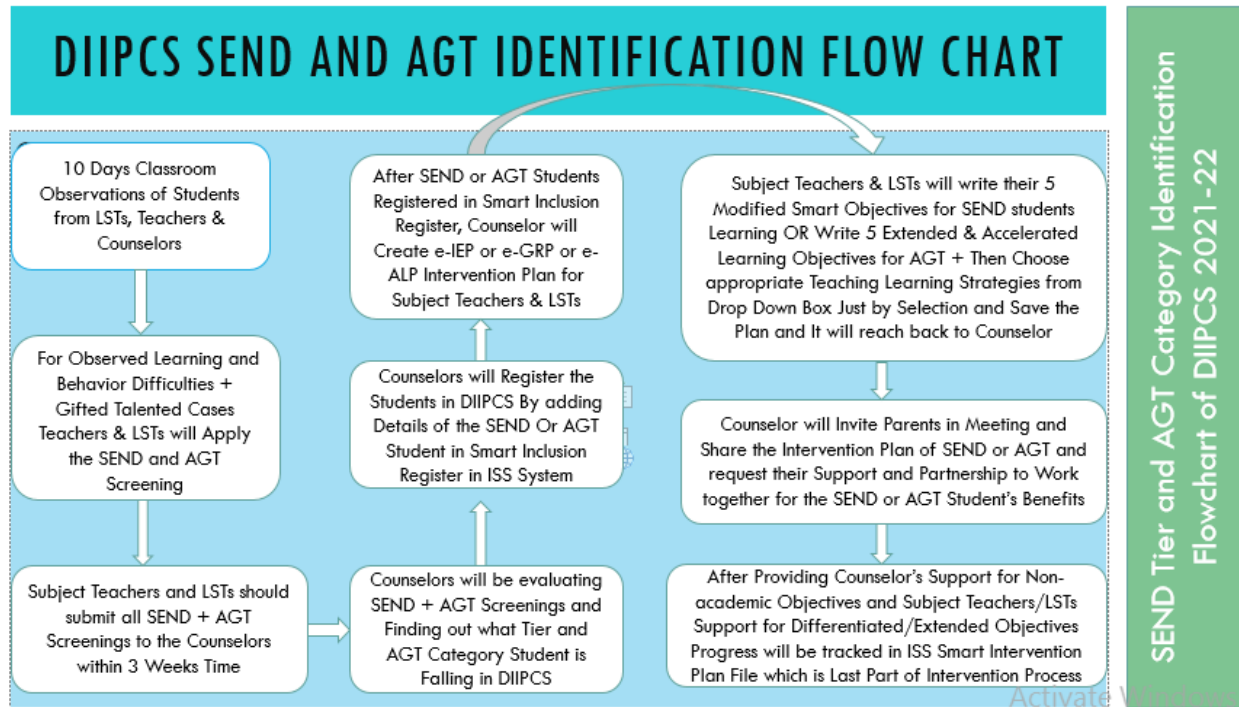 DIIPCS SEND AND AGT IDENTIFICATION FLOW CHART
10 Days Classroom
Observations of Students
from LSTs, Teachers &
Counselors
For Observed Learning and
Behavior Difficulties +
Gifted Talented Cases
Teachers & LSTs will Apply
the SEND and AGT
Screening
Subject Teachers and LSTs should
submit all SEND + AGT
Screenings to the Counselors
within 3 Weeks Time
Counselors will be evaluating
SEND + AGT Screenings and
Finding out what Tier and
AGT Category Student is
Falling in DIIPCS
Counselors will Register the
Students in DIIPCS By adding
Details of the SEND Or AGT
Student in Smart Inclusion
Register in ISS System
After SEND or AGT Students
Registered in Smart Inclusion
Register, Counselor will
Create e-IEP or e-GRP or e-
ALP Intervention Plan for
Subject Teachers & LSTs
Subject Teachers & LSTs will write their 5
Modified Smart Objectives for SEND students
Learning OR Write 5 Extended & Accelerated
Learning Objectives for AGT + Then Choose
appropriate Teaching Learning Strategies from
Drop Down Box Just by Selection and Save the
Plan and It will reach back to Counselor
Counselor will Invite Parents in Meeting and
Share the Intervention Plan of SEND or AGT and
request their Support and Partnership to Work
together for the SEND or AGT Student's Benefits
After Providing Counselor's Support for Non-
academic Objectives and Subject Teachers/LSTs
Support for Differentiated/Extended Objectives
Progress will be tracked in ISS Smart Intervention
Plan File which is Last Part of Intervention Process
SEND Tier and AGT Category Identification
Flowchart of DIIPCS 2021-22
Activate Windows